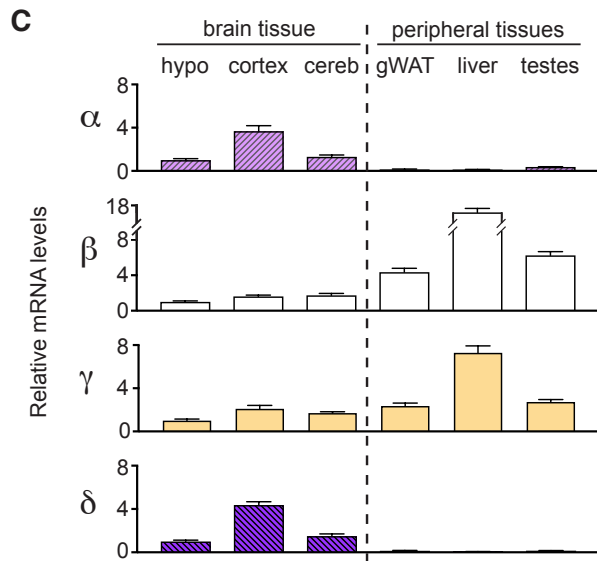 C
brain tissue peripheral tissues
hypo cortex cereb gWAT liver testes
Relative mRNA levels
α
8
4
0
β
18
8
4
0
γ
8
4
0
δ
8
4
0